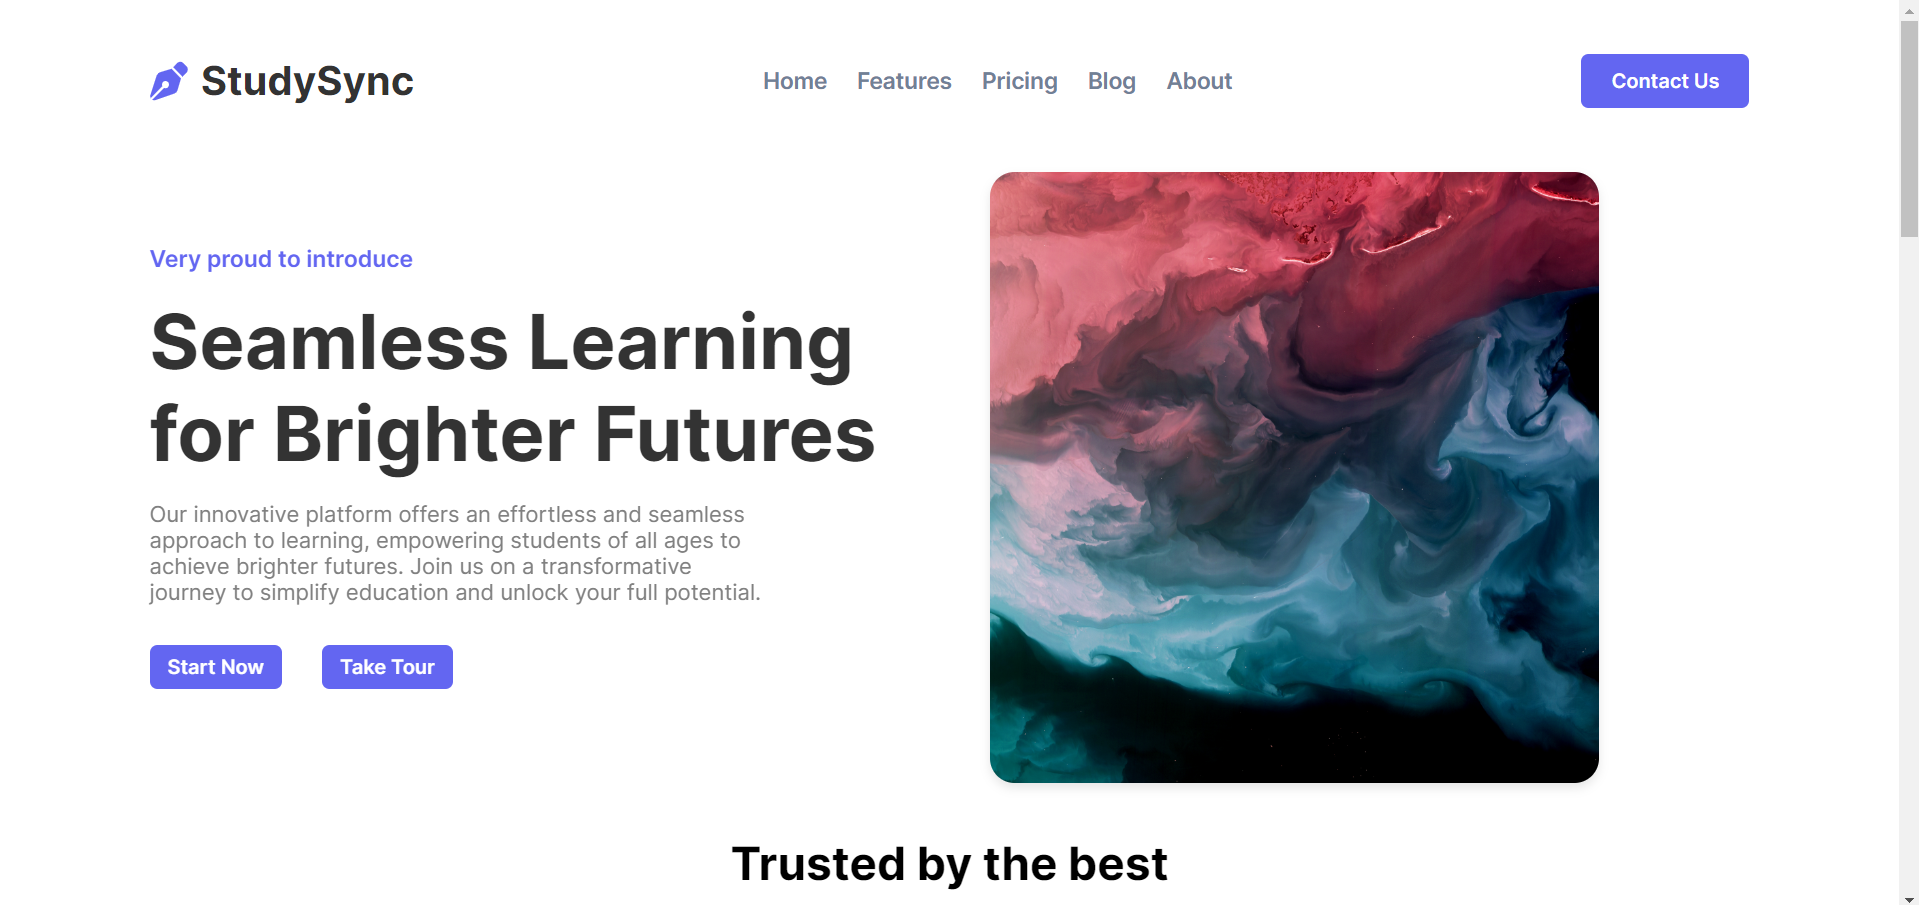 StudySync
Home Features Pricing Blog About
Contact Us
Very proud to introduce
Seamless Learning
for Brighter Futures
Our innovative platform offers an effortless and seamless
approach to learning, empowering students of all ages to
achieve brighter futures. Join us on a transformative
journey to simplify education and unlock your full potential.
Start Now Take Tour
Trusted by the best